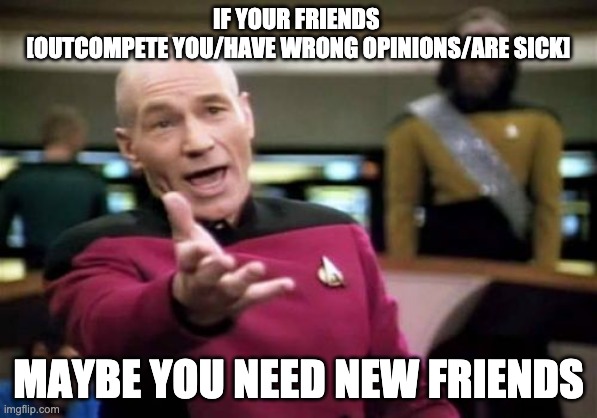 IF YOUR FRIENDS
[OUTCOMPETE YOU/HAVE WRONG OPINIONS/ARE SICK]
MAYBE YOU NEED NEW FRIENDS
imgflip.com